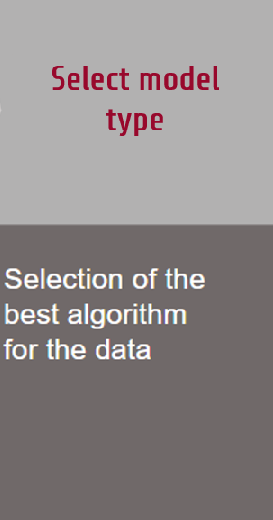 Select model
type
Selection of the
best algorithm
for the data